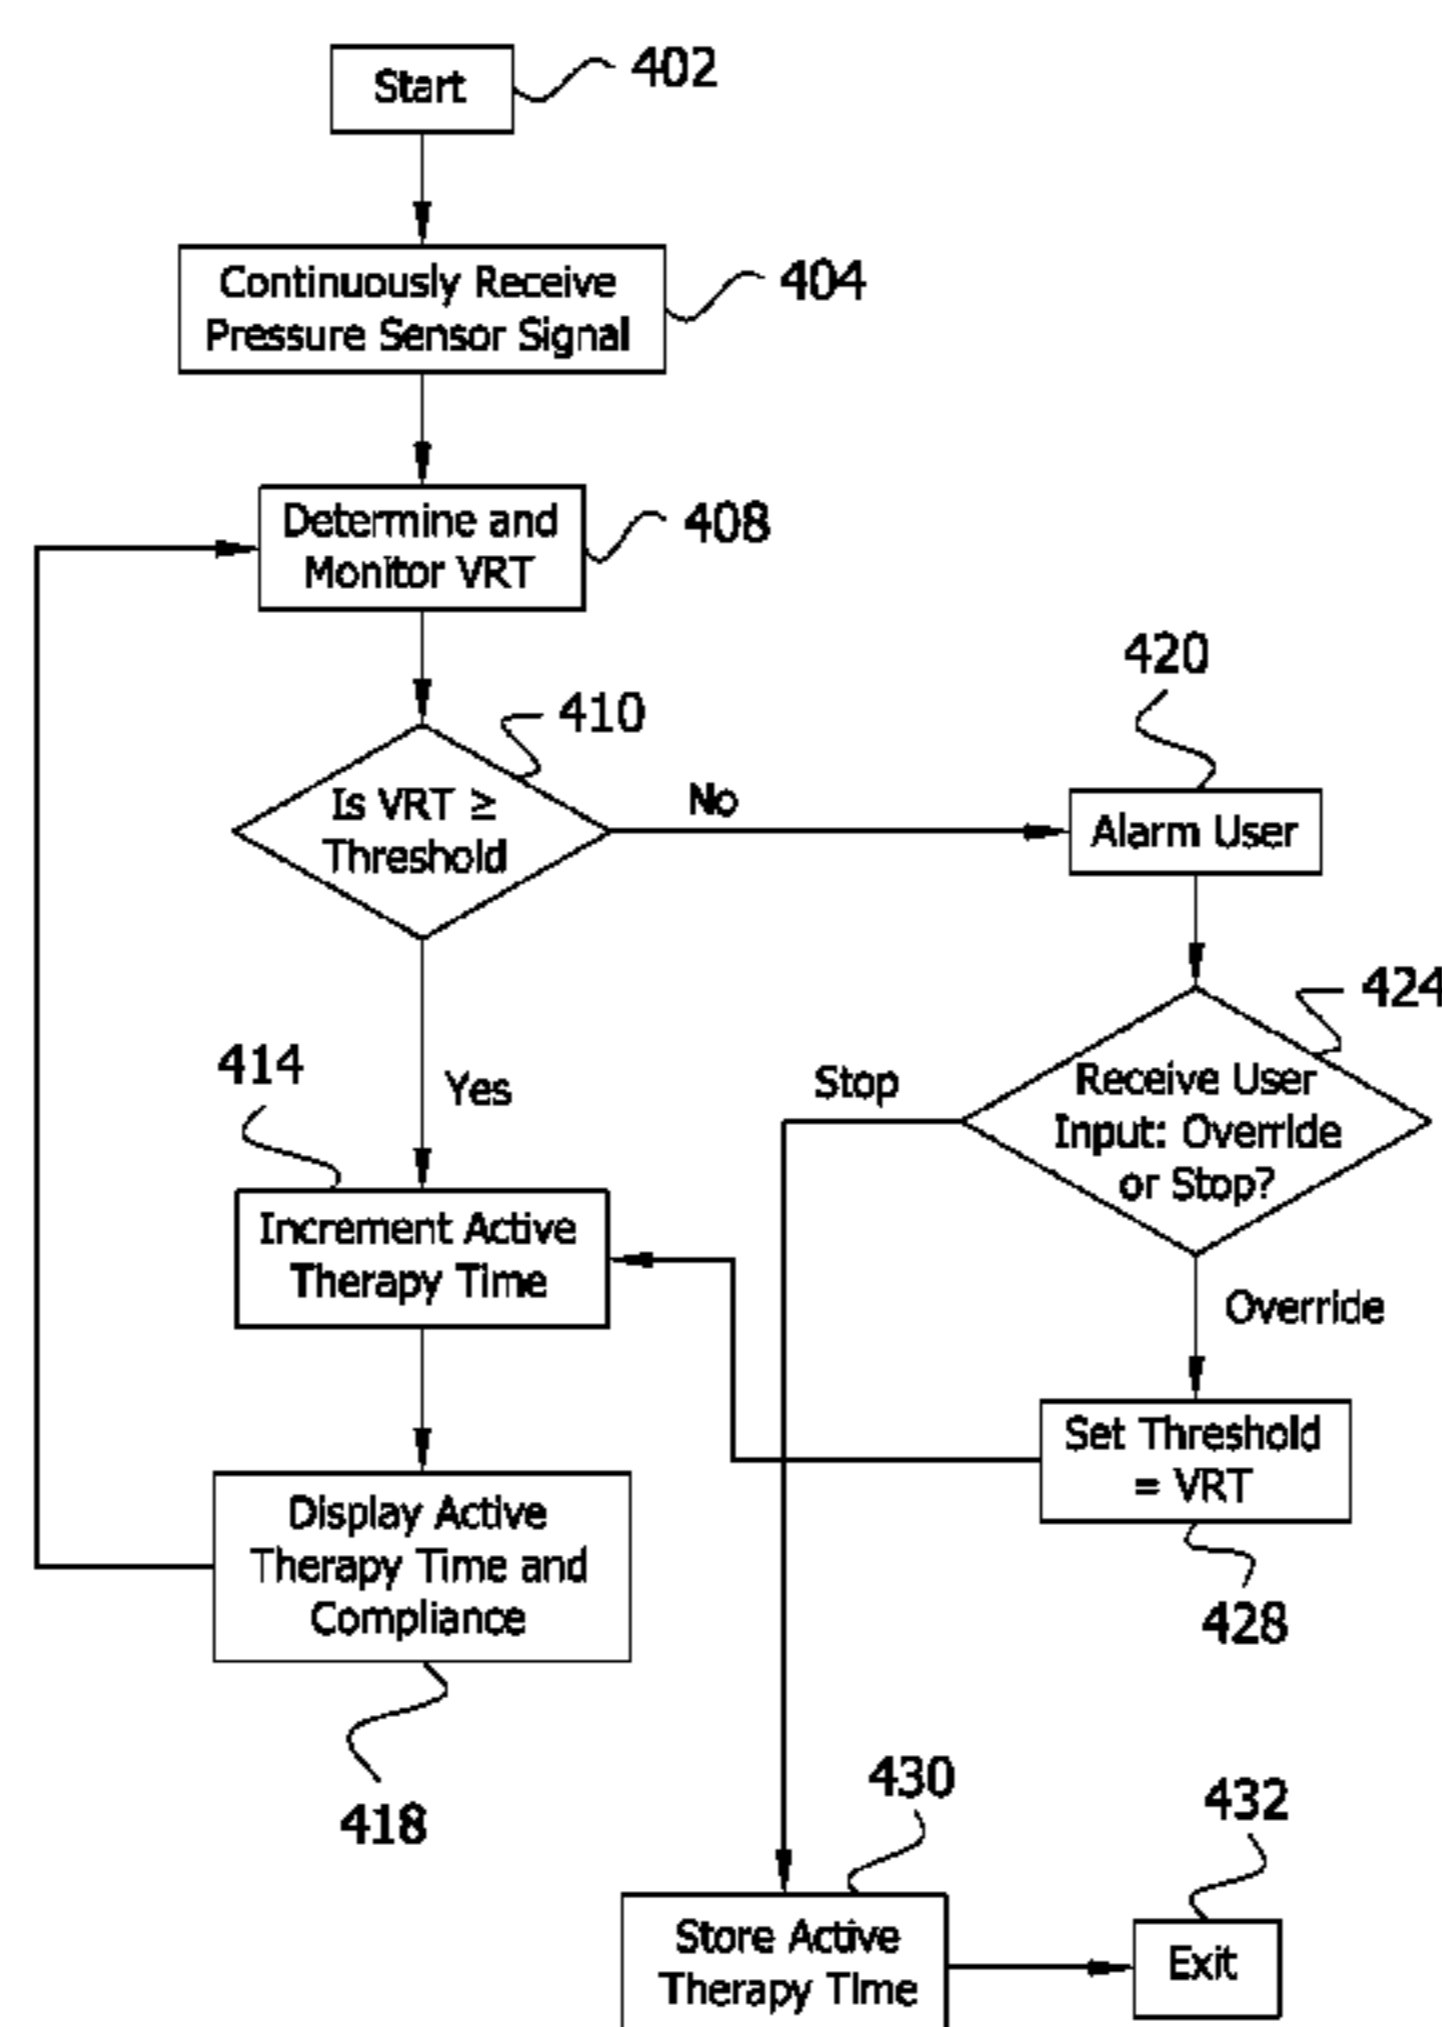 Start
402
Continuously Receive
Pressure Sensor Signal
404
Determine and
Monitor VRT
408
410
Is VRT ≥
Threshold
No
420
Alarm User
424
Receive User
Input: Override
or Stop?
Stop
Override
414
Yes
Increment Active
Therapy Time
Set Threshold
= VRT
428
Display Active
Therapy Time and
Compliance
418
430
Store Active
Therapy Time
432
Exit